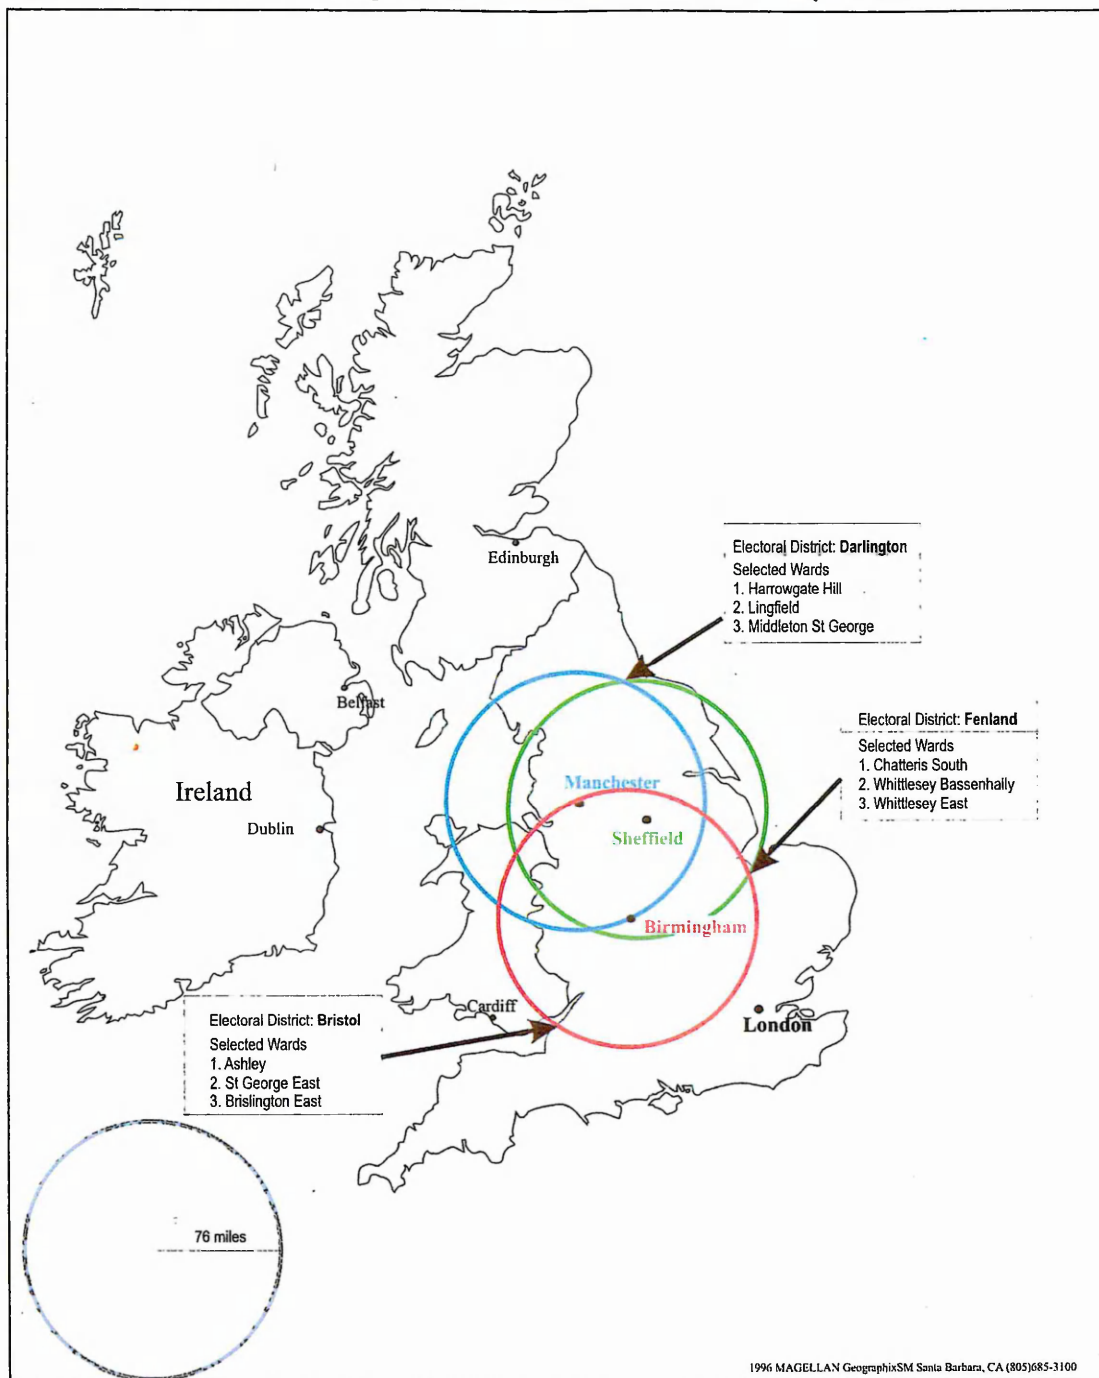 Edinburgh
Electoral District: Darlington
Selected Wards
1. Harrowgate Hill
2. Lingfield
3. Middleton St George
Belfast
Electoral District: Fenland
Selected Wards
1. Chatteris South
2. Whittlesey Bassenhally
3. Whittlesey East
Manchester
Ireland
Dublin
Sheffield
Birmingham
Cardiff
London
Electoral District: Bristol
Selected Wards
1. Ashley
2. St George East
3. Brislington East
76 miles
1996 MAGELLAN GeographixSM Santa Barbara, CA (805)685-3100